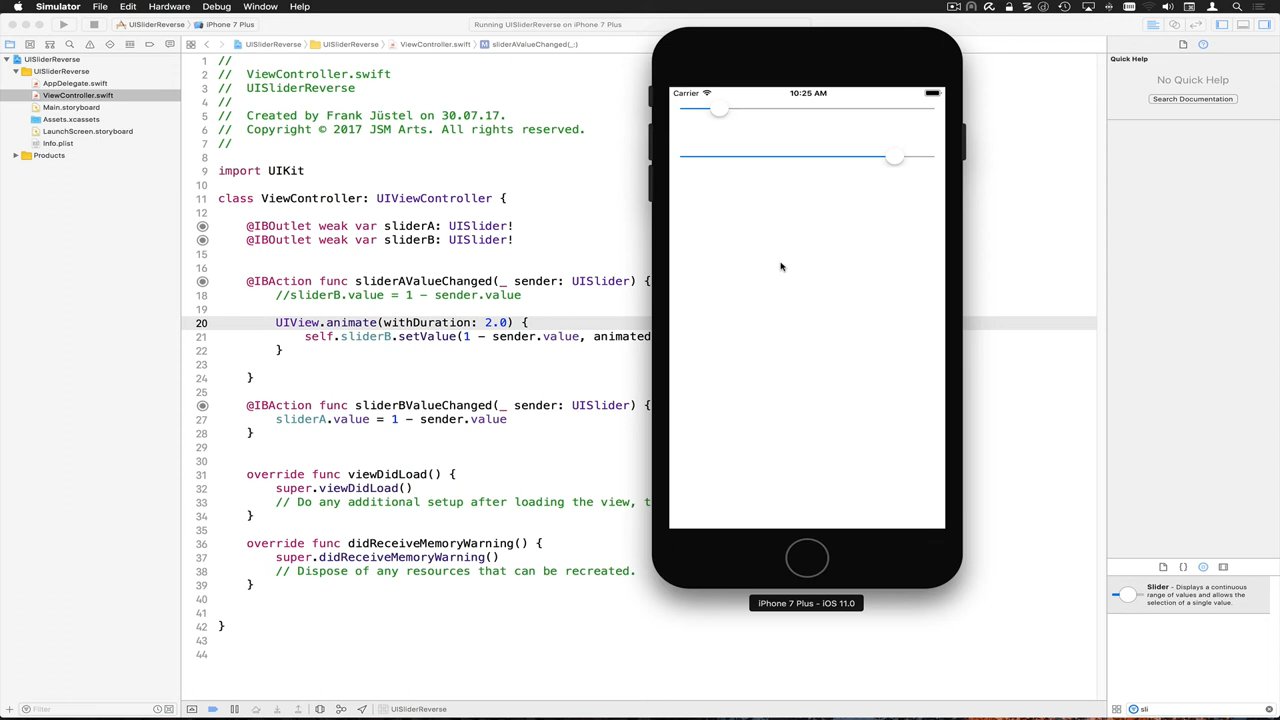 Simulator File Edit Hardware Debug Window Help
UISliderReverse iPhone 7 Plus Running UISliderReverse on iPhone 7 Plus
UISliderReverse UISliderReverse ViewController.swift sliderAValueChanged(_:)
UISliderReverse
UISliderReverse
AppDelegate.swift
ViewController.swift
Main.storyboard
Assets.xcassets
LaunchScreen.storyboard
Info.plist
Products
1 //
2 // ViewController.swift
3 // UISliderReverse
4 //
5 // Created by Frank Jüstel on 30.07.17.
6 // Copyright © 2017 JSM Arts. All rights reserved.
7 //
8
9 import UIKit
10
11 class ViewController: UIViewController {
12
@IBOutlet weak var sliderA: UISlider!
@IBOutlet weak var sliderB: UISlider!
15
16
@IBAction func sliderAValueChanged(_ sender: UISlider) {
18 //sliderB.value = 1 - sender.value
19
20 UIView.animate(withDuration: 2.0) {
21 self.sliderB.setValue(1 - sender.value, animated
22 }
23
24 }
25
@IBAction func sliderBValueChanged(_ sender: UISlider) {
27 sliderA.value = 1 - sender.value
28 }
29
30
31 override func viewDidLoad() {
32 super.viewDidLoad()
33 // Do any additional setup after loading the view, t
34 }
35
36 override func didReceiveMemoryWarning() {
37 super.didReceiveMemoryWarning()
38 // Dispose of any resources that can be recreated.
39 }
40
41
42 }
43
44
Carrier 10:25 AM
iPhone 7 Plus - iOS 11.0
Quick Help
No Quick Help
Search Documentation
Slider - Displays a continuous
range of values and allows the
selection of a single value.
Filter
UISliderReverse
sli